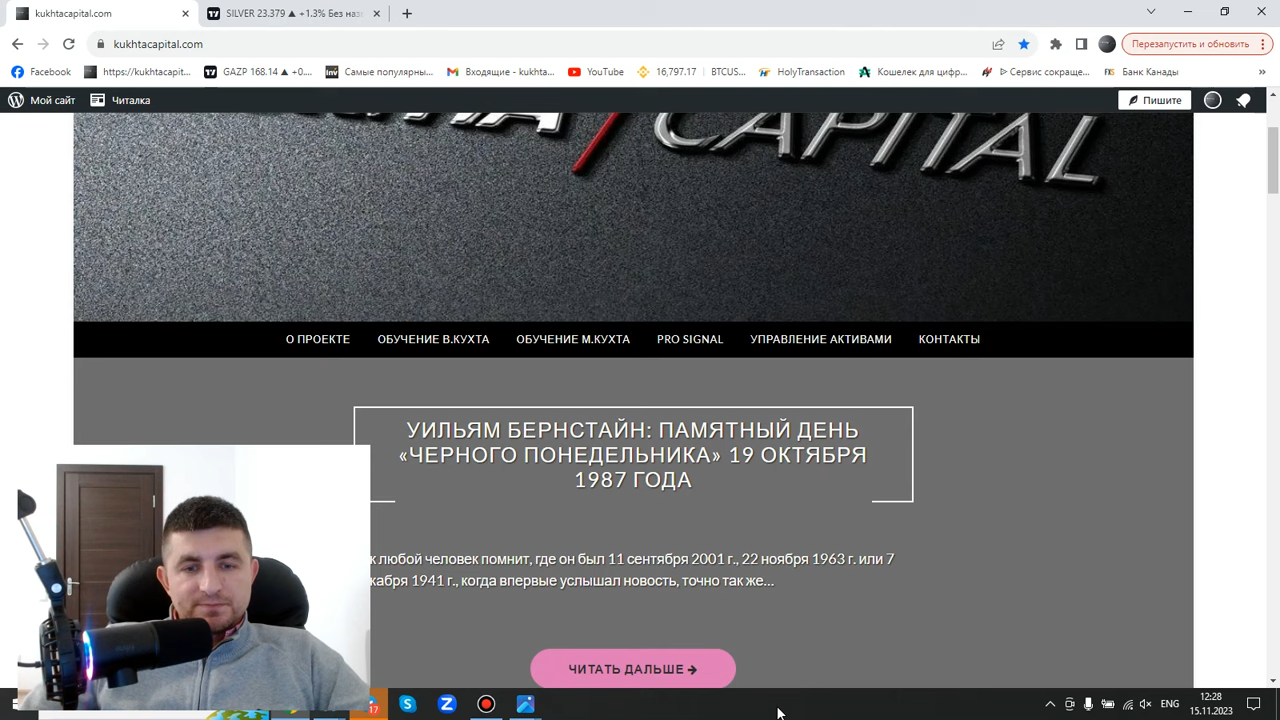 kukhtacapital.com
SILVER 23.379 ▲ +1.3% Без наз
kukhtacapital.com
Перезапустить и обновить
Facebook
https://kukhtacapit...
GAZP 168.14 ▲ +0....
Самые популярны...
Входящие - kukhta...
YouTube
16,797.17 | BTCUS...
HolyTransaction
Кошелек для цифр...
Сервис сокраще...
Банк Канады
Мой сайт
Читалка
Пишите
CAPITAL
О ПРОЕКТЕ
ОБУЧЕНИЕ В.КУХТА
ОБУЧЕНИЕ М.КУХТА
PRO SIGNAL
УПРАВЛЕНИЕ АКТИВАМИ
КОНТАКТЫ
УИЛЬЯМ БЕРНСТАЙН: ПАМЯТНЫЙ ДЕНЬ
«ЧЕРНОГО ПОНЕДЕЛЬНИКА» 19 ОКТЯБРЯ
1987 ГОДА
к любой человек помнит, где он был 11 сентября 2001 г., 22 ноября 1963 г. или 7
кабря 1941 г., когда впервые услышал новость, точно так же...
ЧИТАТЬ ДАЛЬШЕ →
17
ENG
12:28
15.11.2023